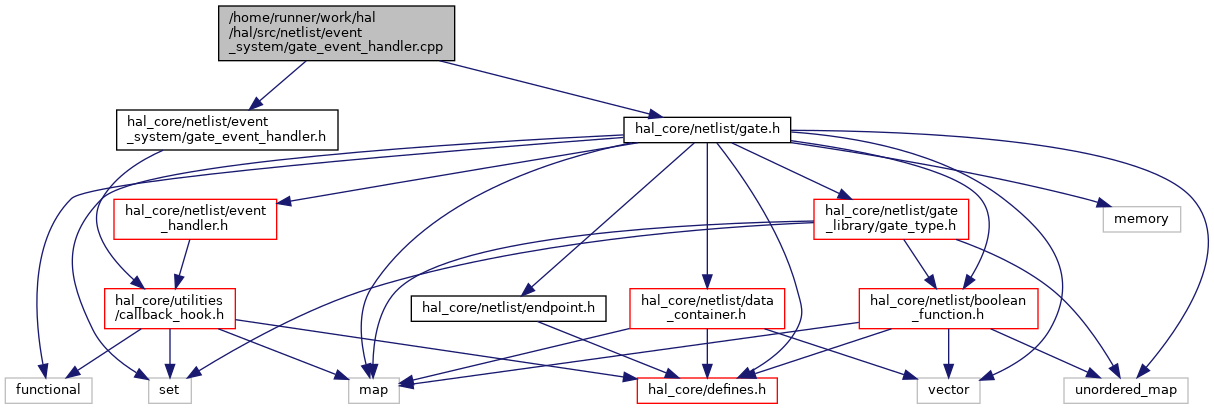 /home/runner/work/hal
/hal/src/netlist/event
_system/gate_event_handler.cpp
hal_core/netlist/event
_system/gate_event_handler.h
hal_core/netlist/gate.h
hal_core/netlist/event
_handler.h
hal_core/netlist/gate
_library/gate_type.h
memory
hal_core/utilities
/callback_hook.h
hal_core/netlist/endpoint.h
hal_core/netlist/data
_container.h
hal_core/netlist/boolean
_function.h
functional
set
map
hal_core/defines.h
vector
unordered_map